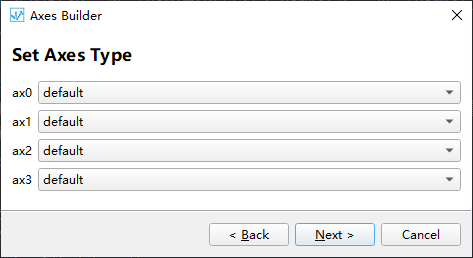 Axes Builder
Set Axes Type
ax0 default
ax1 default
ax2 default
ax3 default
< Back Next > Cancel